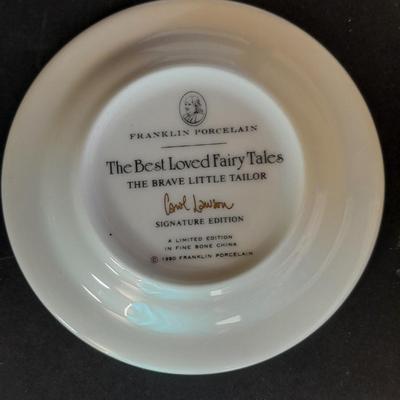 FRANKLIN PORCELAIN
The Best Loved Fairy Tales
THE BRAVE LITTLE TAILOR
Carol Lawson
SIGNATURE EDITION
A LIMITED EDITION
IN FINE BONE CHINA
© 1980 FRANKLIN PORCELAIN